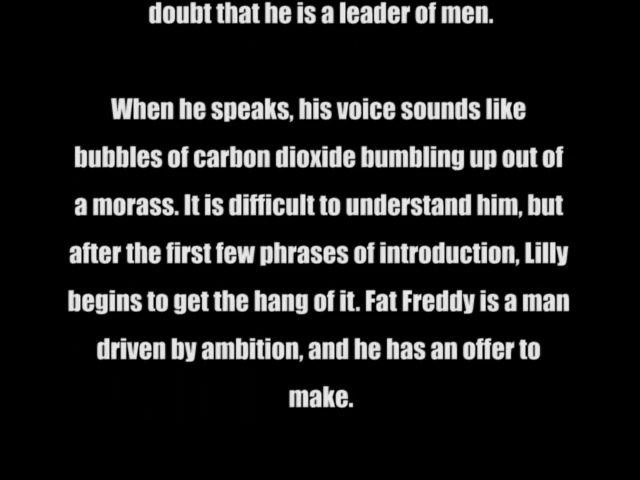 doubt that he is a leader of men.
When he speaks, his voice sounds like
bubbles of carbon dioxide bumbling up out of
a morass. It is difficult to understand him, but
after the first few phrases of introduction, Lilly
begins to get the hang of it. Fat Freddy is a man
driven by ambition, and he has an offer to
make.